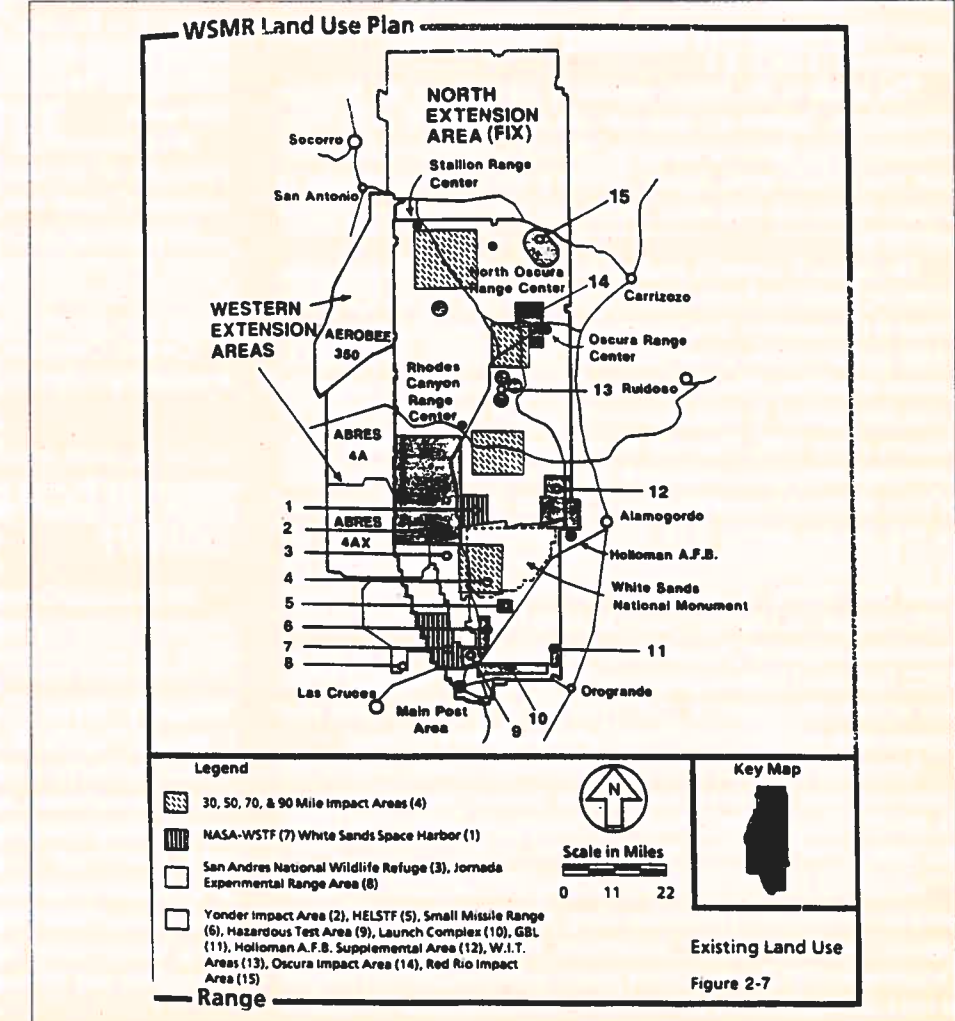 WSMR Land Use Plan
NORTH
EXTENSION
AREA (FIX)
Socorro
Stallion Range
Center
San Antonio
15
North Oscura
Range Center
14
Carrizozo
WESTERN
EXTENSION
AREAS
AEROBEE
350
Oscura Range
Center
Rhodes
Canyon
Range
Center
13
Ruidoso
ABRES
4A
12
1
Alamogordo
2
ABRES
4AX
3
Holloman A.F.B.
4
White Sands
National Monument
5
6
7
11
8
Las Cruces
Orogrande
Main Post
Area
10
9
Legend
30, 50, 70, & 90 Mile Impact Areas (4)
NASA-WSTF (7) White Sands Space Harbor (1)
San Andres National Wildlife Refuge (3), Jornada
Experimental Range Area (8)
Yonder Impact Area (2), HELSTF (5), Small Missile Range
(6), Hazardous Test Area (9), Launch Complex (10), GBL
(11), Holloman A.F.B. Supplemental Area (12), W.I.T.
Areas (13), Oscura Impact Area (14), Red Rio Impact
Area (15)
N
Scale in Miles
0 11 22
Key Map
Existing Land Use
Figure 2-7
Range